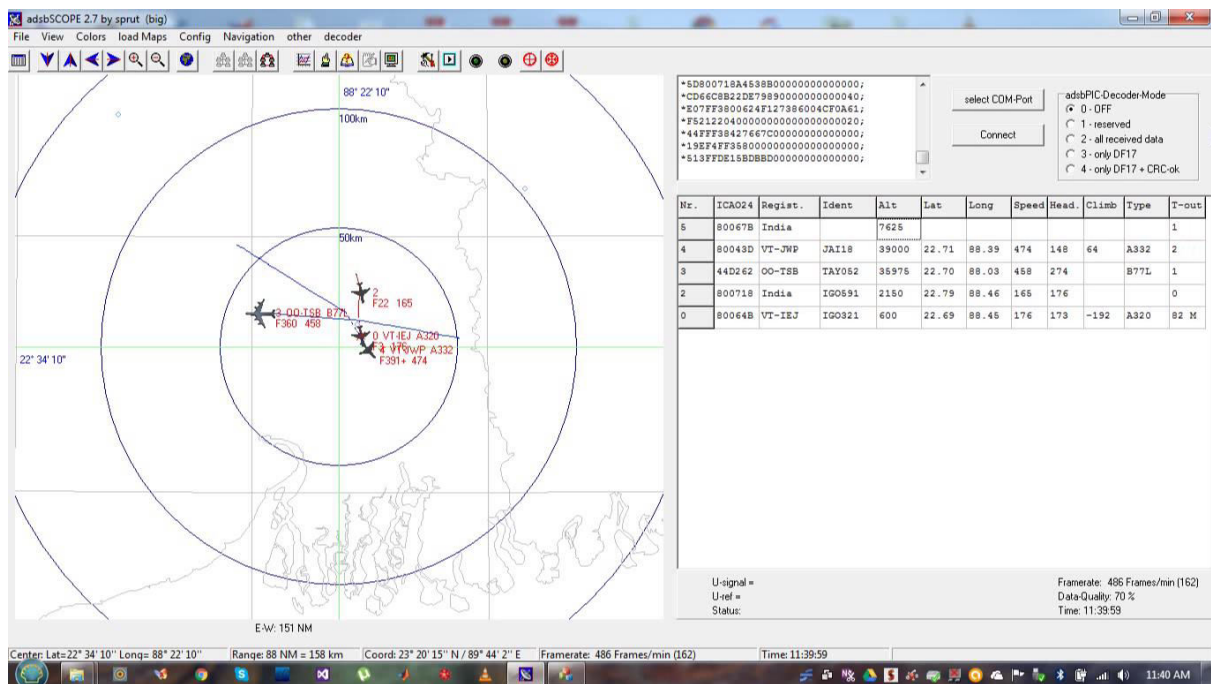 adsbSCOPE 2.7 by sprut (big)
File View Colors load Maps Config Navigation other decoder
88° 22' 10"
100km
50km
2
F22 165
3 OO-TSB B77L
F360 458
0 VT-IEJ A320
4 VT-JWP A332
F391+ 474
22° 34' 10"
E-W: 151 NM
*5D800718A4538B00000000000000;
*CD66C8B22DE79890000000000040;
*E07FF3800624F127386004CF0A61;
*F5212204000000000000000000020;
*44FFF38427667C00000000000000;
*19EF4FF358000000000000000000;
*513FFDE15BDBBD00000000000000;
select COM-Port
Connect
adsbPIC-Decoder-Mode
0 - OFF
1 - reserved
2 - all received data
3 - only DF17
4 - only DF17 + CRC-ok
Nr. ICAO24 Regist. Ident Alt Lat Long Speed Head. Climb Type T-out
5 80067B India 7625 1
4 80043D VT-JWP JAI18 39000 22.71 88.39 474 148 64 A332 2
3 44D262 OO-TSB TAY052 35975 22.70 88.03 458 274 B77L 1
2 800718 India IGO591 2150 22.79 88.46 165 176 0
0 80064B VT-IEJ IGO321 600 22.69 88.45 176 173 -192 A320 82 M
U-signal =
U-ref =
Status:
Framerate: 486 Frames/min (162)
Data-Quality: 70 %
Time: 11:39:59
Center: Lat=22° 34' 10" Long= 88° 22' 10" Range: 88 NM = 158 km Coord: 23° 20' 15" N / 89° 44' 2" E Framerate: 486 Frames/min (162) Time: 11:39:59
11:40 AM